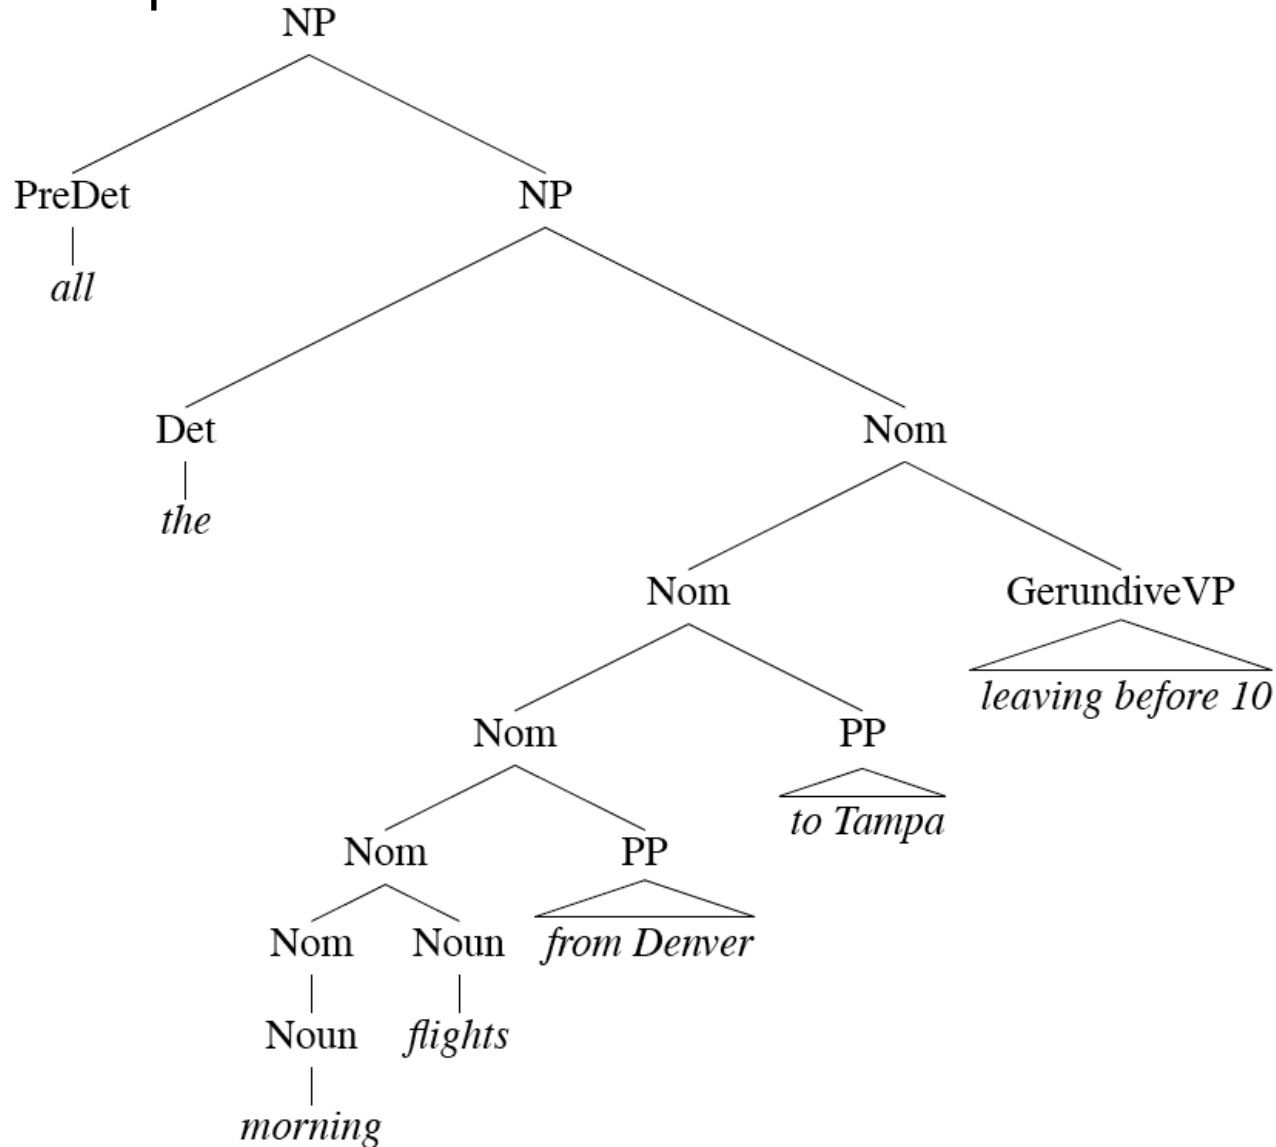 NP
PreDet NP
all
Det Nom
the
Nom GerundiveVP
leaving before 10
Nom PP
to Tampa
Nom PP
Nom Noun from Denver
Noun flights
morning